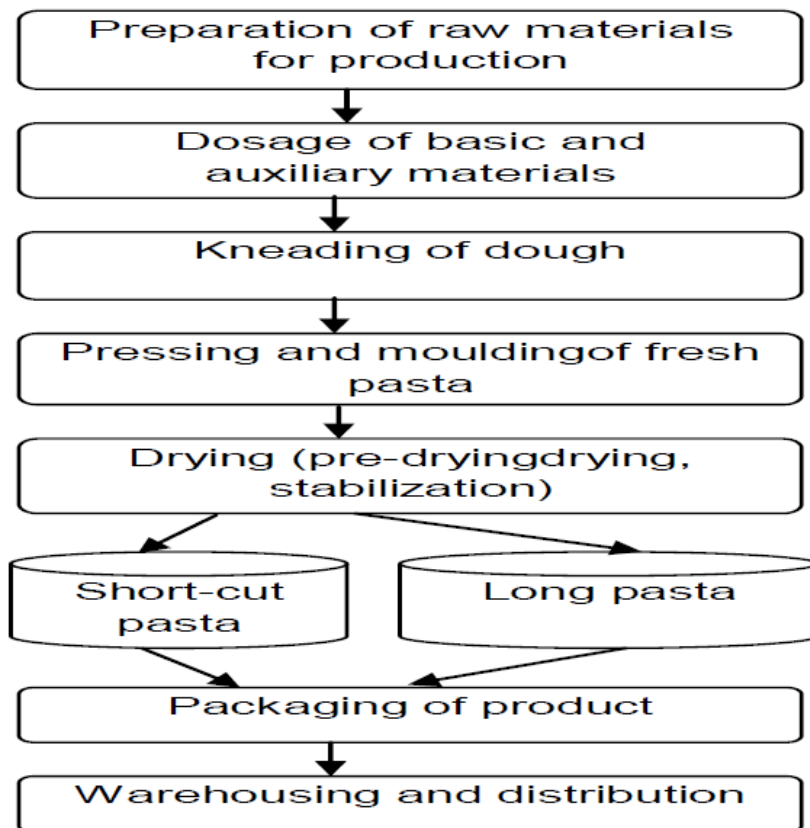 Preparation of raw materials
for production
Dosage of basic and
auxiliary materials
Kneading of dough
Pressing and mouldingof fresh
pasta
Drying (pre-dryingdrying,
stabilization)
Short-cut
pasta
Long pasta
Packaging of product
Warehousing and distribution